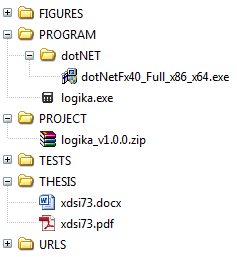 FIGURES
PROGRAM
dotNET
dotNetFx40_Full_x86_x64.exe
logika.exe
PROJECT
logika_v1.0.0.zip
TESTS
THESIS
xdsi73.docx
xdsi73.pdf
URLS